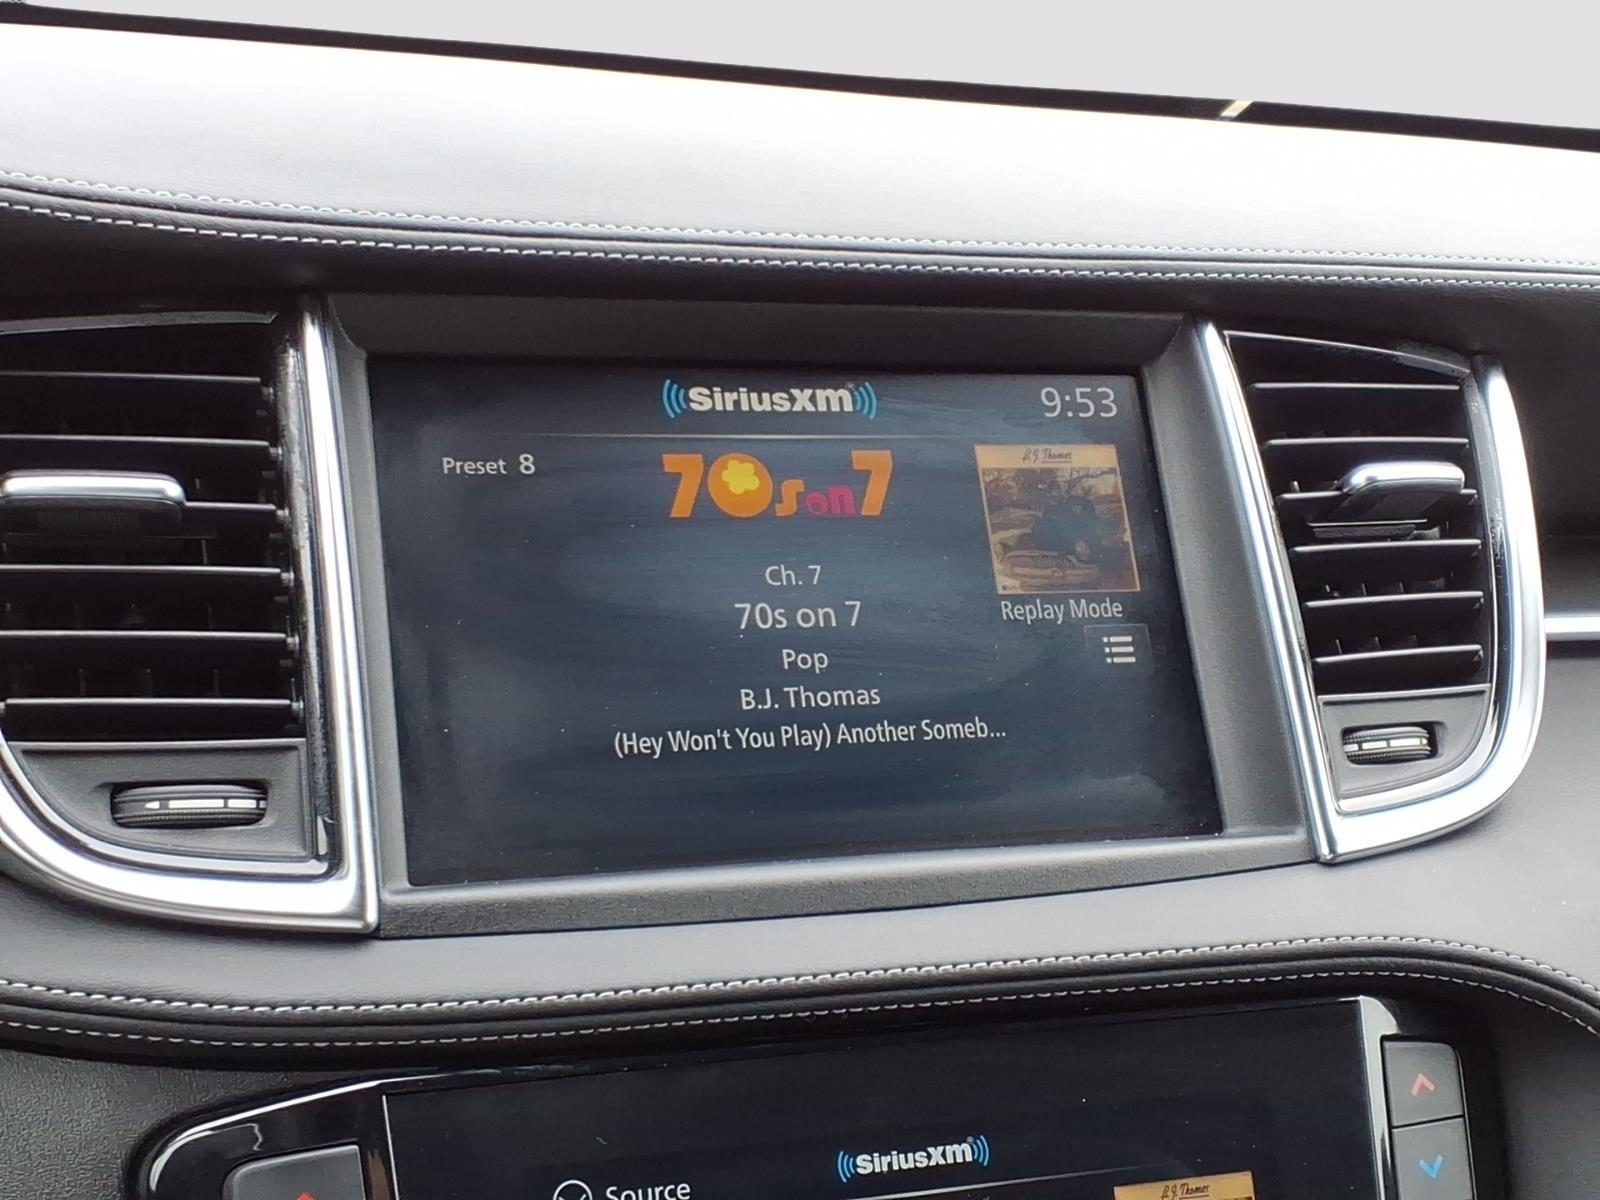 SiriusXM
9:53
Preset 8
70s on 7
B.J. Thomas
Ch. 7
70s on 7
Replay Mode
Pop
B.J. Thomas
(Hey Won't You Play) Another Someb...
SiriusXM
Source
B.J. Thomas